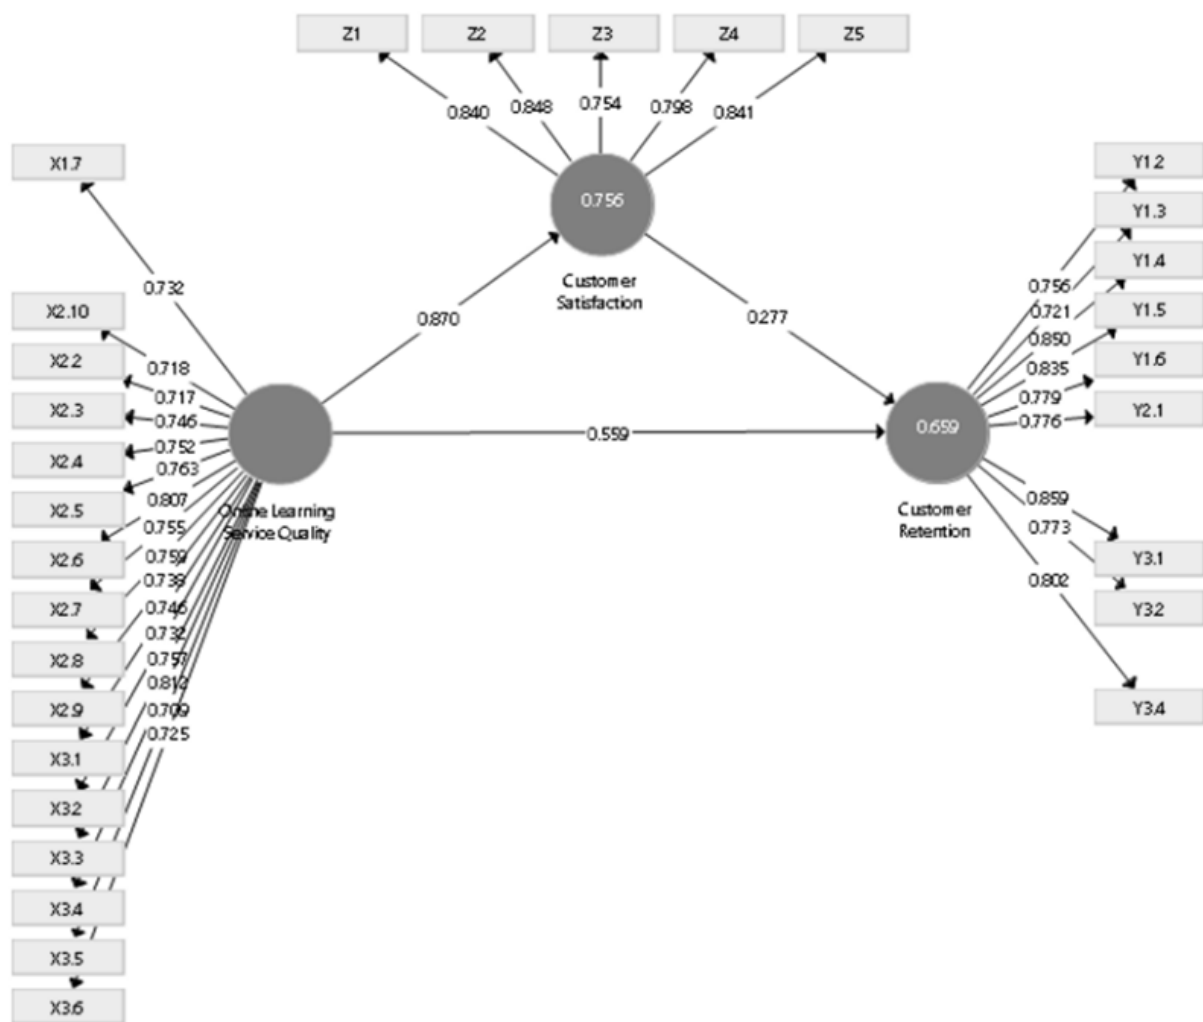 Z1
Z2
Z3
Z4
Z5
0.840
0.848
0.754
0.798
0.841
0.756
Customer
Satisfaction
X1.7
X2.10
X2.2
X2.3
X2.4
X2.5
X2.6
X2.7
X2.8
X2.9
X3.1
X3.2
X3.3
X3.4
X3.5
X3.6
0.732
0.718
0.717
0.746
0.752
0.763
0.807
0.755
0.759
0.738
0.746
0.732
0.757
0.812
0.709
0.725
Online Learning
Service Quality
0.870
0.277
0.559
0.659
Customer
Retention
0.756
0.721
0.850
0.835
0.779
0.776
0.859
0.773
0.802
Y1.2
Y1.3
Y1.4
Y1.5
Y1.6
Y2.1
Y3.1
Y3.2
Y3.4